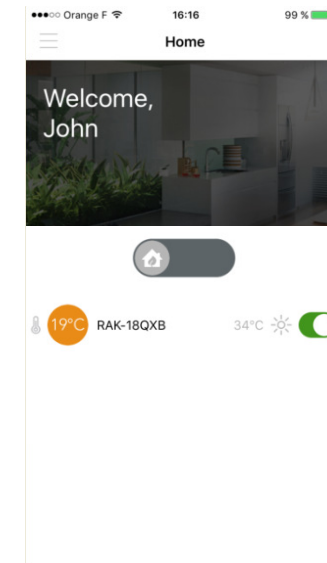 ●●●○○ Orange F 16:16 99 %
Home
Welcome,
John
19°C RAK-18QXB 34°C